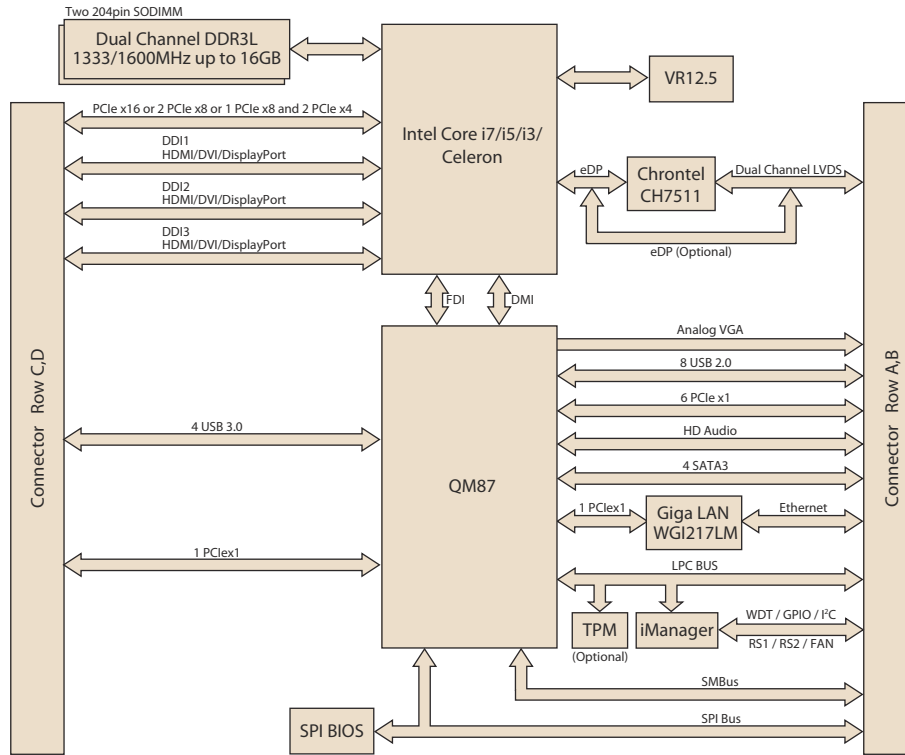 Two 204pin SODIMM
Dual Channel DDR3L
1333/1600MHz up to 16GB
Intel Core i7/i5/i3/
Celeron
VR12.5
PCIe x16 or 2 PCIe x8 or 1 PCIe x8 and 2 PCIe x4
DDI1
HDMI/DVI/DisplayPort
DDI2
HDMI/DVI/DisplayPort
DDI3
HDMI/DVI/DisplayPort
eDP
Chrontel
CH7511
Dual Channel LVDS
eDP (Optional)
FDI
DMI
Connector Row C,D
Connector Row A,B
QM87
Analog VGA
8 USB 2.0
6 PCIe x1
HD Audio
4 SATA3
4 USB 3.0
1 PCIex1
Giga LAN
WGI217LM
Ethernet
1 PCIex1
LPC BUS
TPM
(Optional)
iManager
WDT / GPIO / I²C
RS1 / RS2 / FAN
SMBus
SPI BIOS
SPI Bus